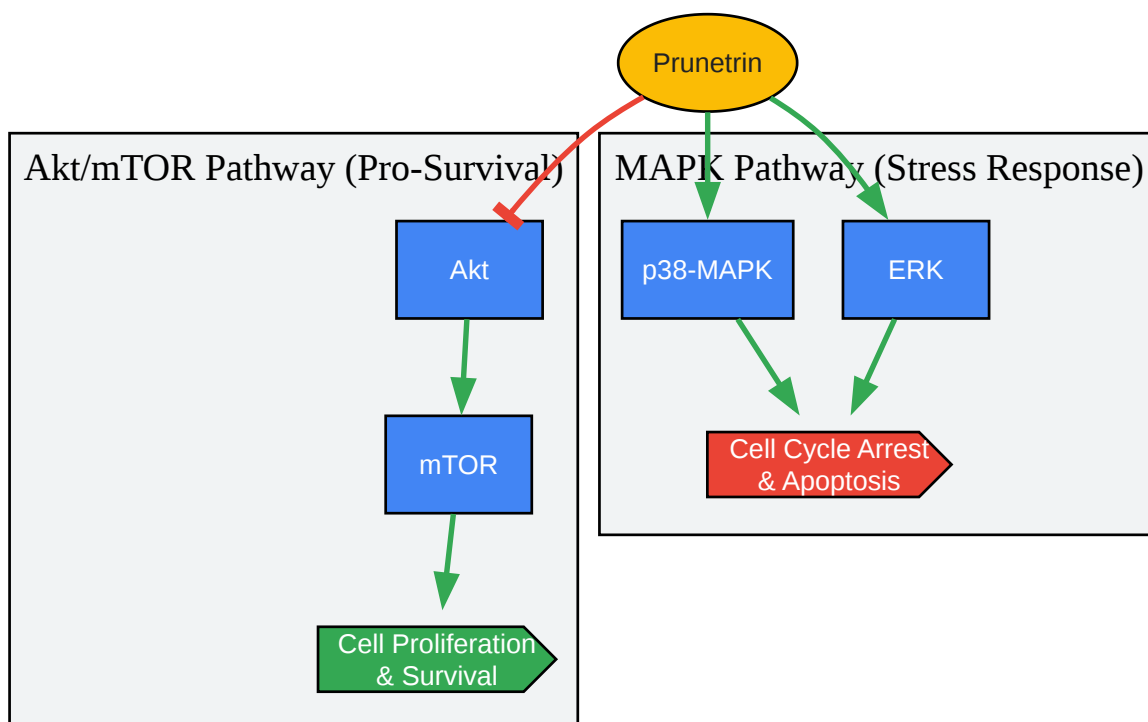 Prunetrin
Akt/mTOR Pathway (Pro-Survival)
MAPK Pathway (Stress Response)
Akt
p38-MAPK
ERK
mTOR
Cell Cycle Arrest
& Apoptosis
Cell Proliferation
& Survival